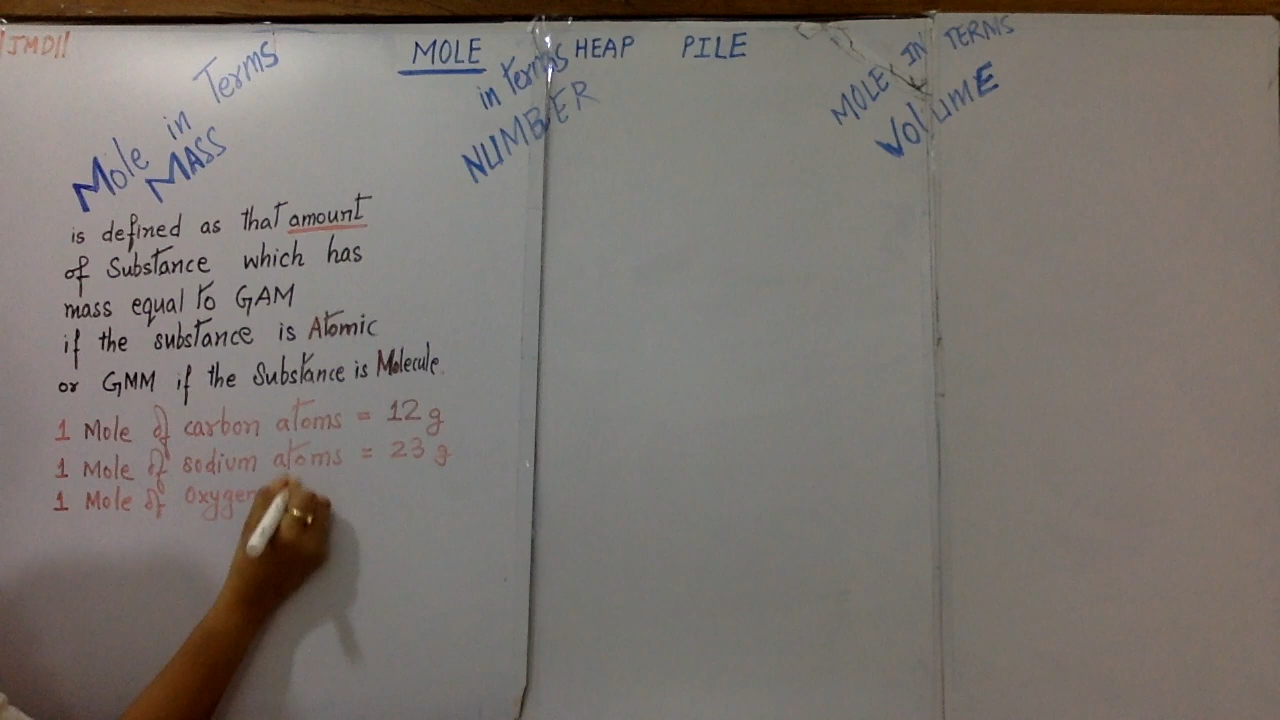 ||JMD||
MOLE HEAP PILE
Mole in Terms
MASS
in terms
NUMBER
MOLE IN TERMS
VOLUME
is defined as that amount
of Substance which has
mass equal to GAM
if the substance is Atomic
or GMM if the Substance is Molecule.
1 Mole of carbon atoms = 12 g
1 Mole of sodium atoms = 23 g
1 Mole of Oxygen